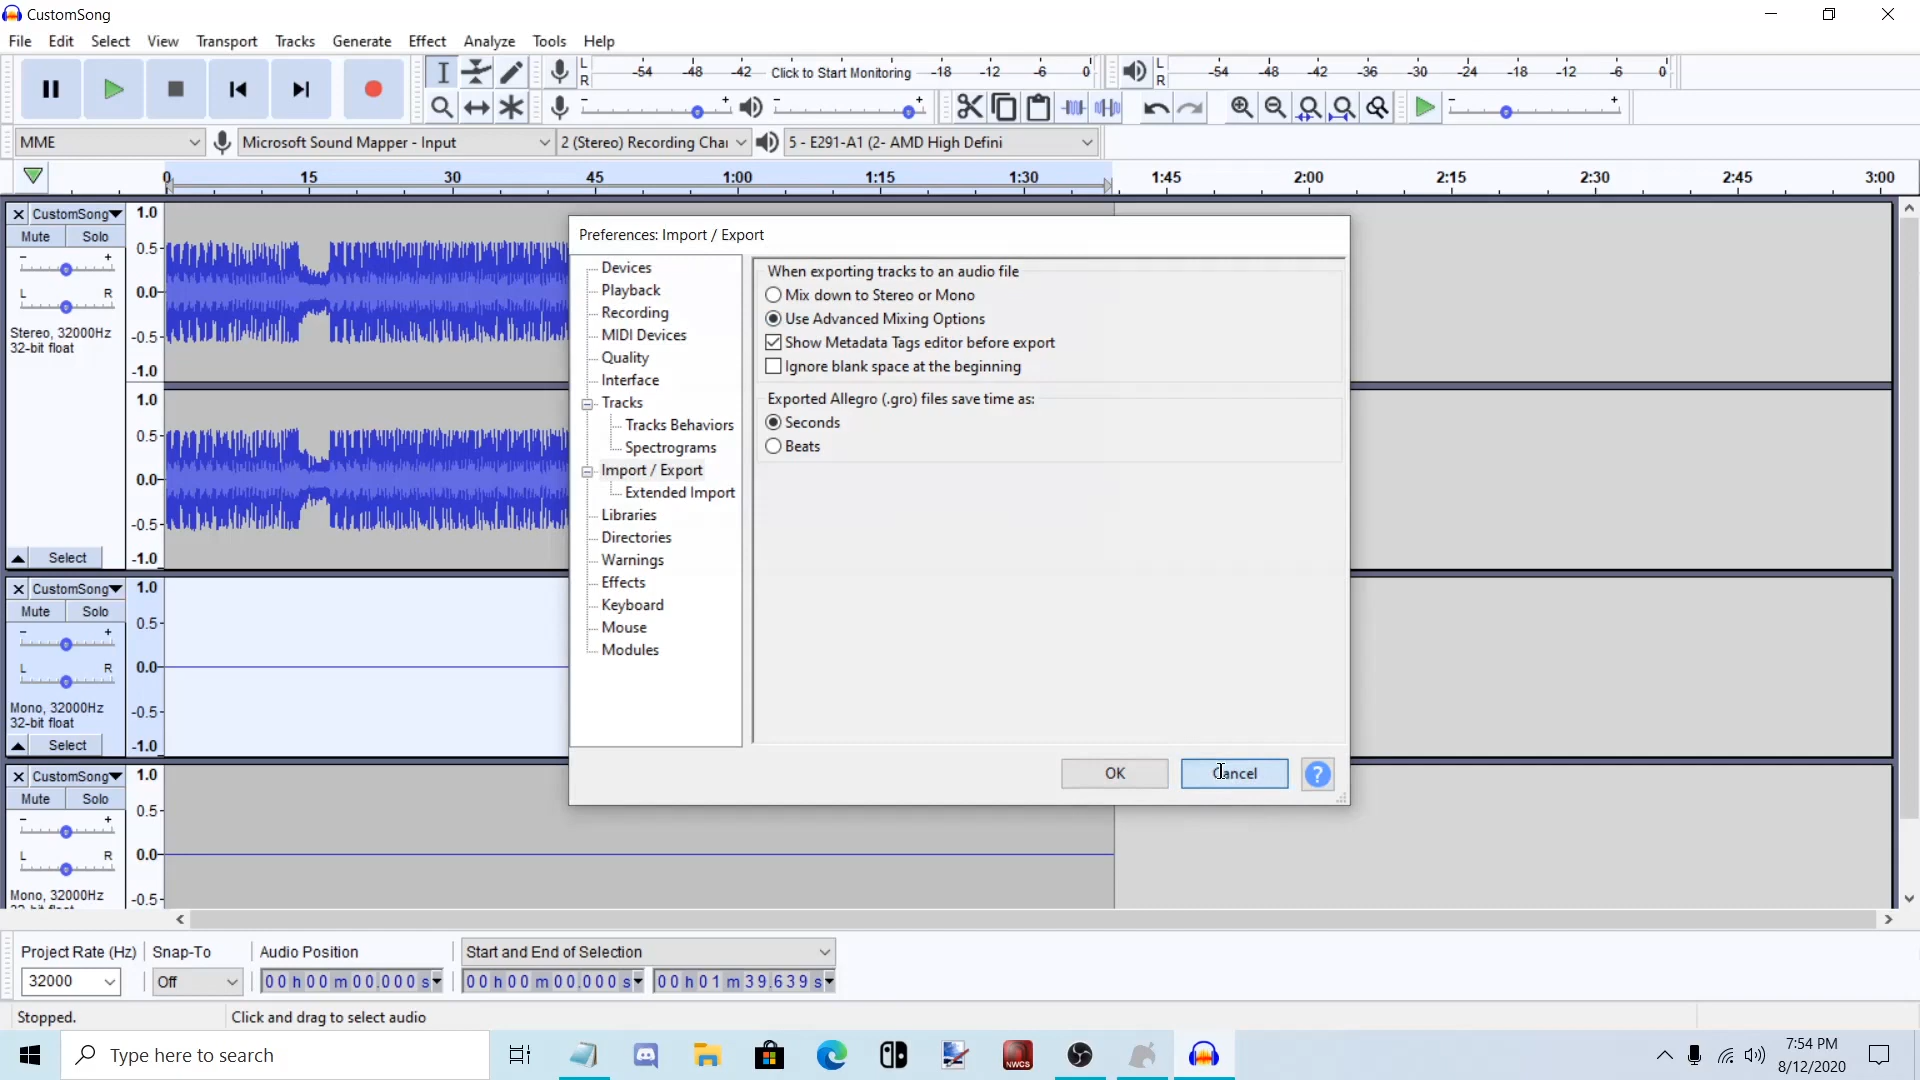 CustomSong
File Edit Select View Transport Tracks Generate Effect Analyze Tools Help
L R -54 -48 -42 Click to Start Monitoring -18 -12 -6 0
L R -54 -48 -42 -36 -30 -24 -18 -12 -6 0
- + - + - +
MME Microsoft Sound Mapper - Input 2 (Stereo) Recording Chai 5 - E291-A1 (2- AMD High Defini
0 15 30 45 1:00 1:15 1:30 1:45 2:00 2:15 2:30 2:45 3:00
CustomSong
Mute Solo
- +
L R
Stereo, 32000Hz
32-bit float
Select
1.0
0.5-
0.0-
-0.5-
-1.0
1.0
0.5-
0.0-
-0.5-
-1.0
CustomSong
Mute Solo
- +
L R
Mono, 32000Hz
32-bit float
Select
1.0
0.5-
0.0-
-0.5-
-1.0
CustomSong
Mute Solo
- +
L R
Mono, 32000Hz
1.0
0.5-
0.0-
-0.5-
Preferences: Import / Export
Devices
Playback
Recording
MIDI Devices
Quality
Interface
Tracks
Tracks Behaviors
Spectrograms
Import / Export
Extended Import
Libraries
Directories
Warnings
Effects
Keyboard
Mouse
Modules
When exporting tracks to an audio file
Mix down to Stereo or Mono
Use Advanced Mixing Options
Show Metadata Tags editor before export
Ignore blank space at the beginning
Exported Allegro (.gro) files save time as:
Seconds
Beats
OK Cancel ?
Project Rate (Hz) Snap-To Audio Position Start and End of Selection
32000 Off 00 h 00 m 00.000 s 00 h 00 m 00.000 s 00 h 01 m 39.639 s
Stopped. Click and drag to select audio
Type here to search
NWCS
7:54 PM
8/12/2020